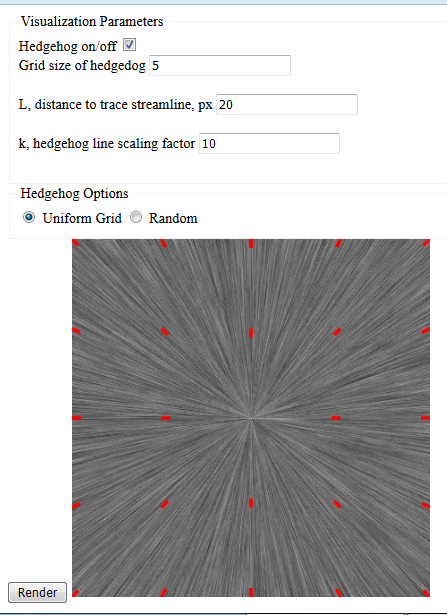 Visualization Parameters
Hedgehog on/off
Grid size of hedgedog 5
L, distance to trace streamline, px 20
k, hedgehog line scaling factor 10
Hedgehog Options
Uniform Grid Random
Render